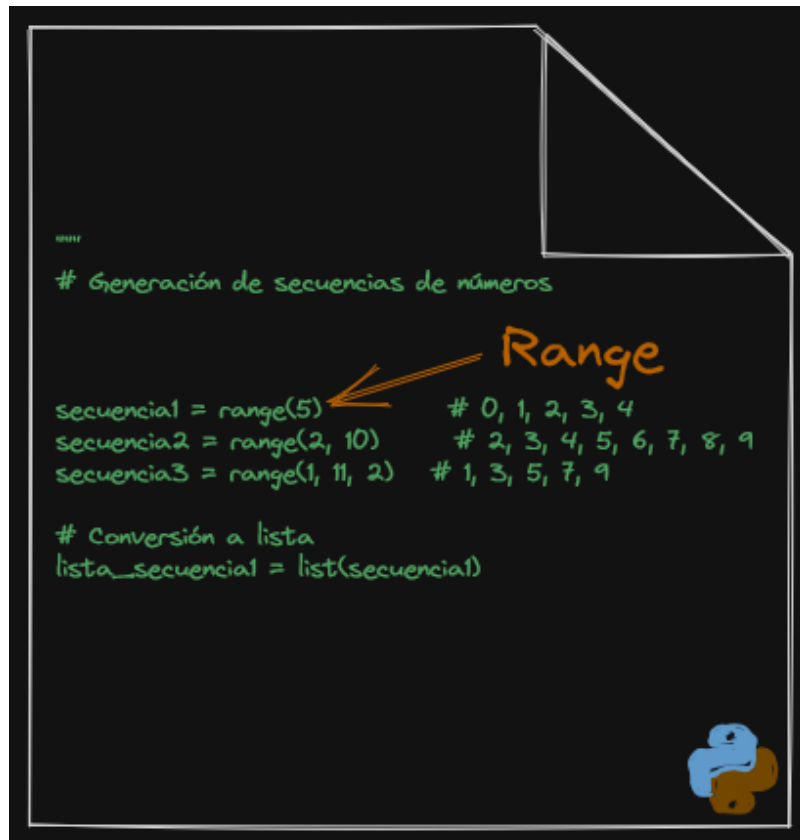 """
# Generación de secuencias de números
Range
secuencia1 = range(5) # 0, 1, 2, 3, 4
secuencia2 = range(2, 10) # 2, 3, 4, 5, 6, 7, 8, 9
secuencia3 = range(1, 11, 2) # 1, 3, 5, 7, 9
# Conversión a lista
lista_secuencia1 = list(secuencia1)